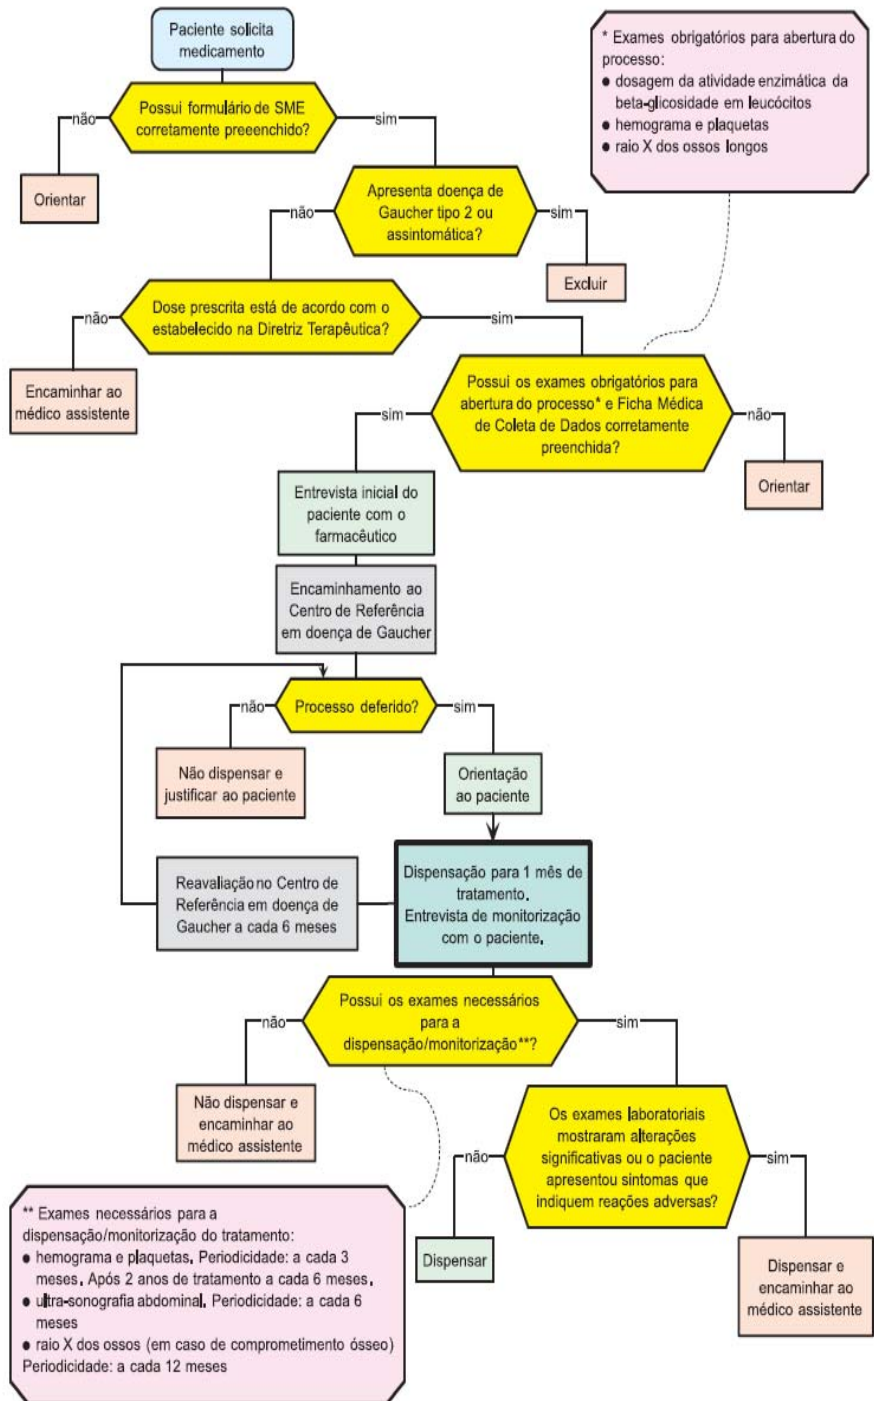 Paciente solicita
medicamento
* Exames obrigatórios para abertura do
processo:
● dosagem da atividade enzimática da
beta-glicosidade em leucócitos
● hemograma e plaquetas
● raio X dos ossos longos
não
Possui formulário de SME
corretamente preeenchido?
sim
Orientar
não
Apresenta doença de
Gaucher tipo 2 ou
assintomática?
sim
Excluir
não
Dose prescrita está de acordo com o
estabelecido na Diretriz Terapêutica?
sim
Encaminhar ao
médico assistente
sim
Possui os exames obrigatórios para
abertura do processo* e Ficha Médica
de Coleta de Dados corretamente
preenchida?
não
Orientar
Entrevista inicial do
paciente com o
farmacêutico
Encaminhamento ao
Centro de Referência
em doença de Gaucher
não
Processo deferido?
sim
Não dispensar e
justificar ao paciente
Orientação
ao paciente
Reavaliação no Centro de
Referência em doença de
Gaucher a cada 6 meses
Dispensação para 1 mês de
tratamento.
Entrevista de monitorização
com o paciente.
não
Possui os exames necessários
para a
dispensação/monitorização**?
sim
Não dispensar e
encaminhar ao
médico assistente
não
Os exames laboratoriais
mostraram alterações
significativas ou o paciente
apresentou sintomas que
indiquem reações adversas?
sim
Dispensar
Dispensar e
encaminhar ao
médico assistente
** Exames necessários para a
dispensação/monitorização do tratamento:
● hemograma e plaquetas. Periodicidade: a cada 3
meses. Após 2 anos de tratamento a cada 6 meses.
● ultra-sonografia abdominal. Periodicidade: a cada 6
meses
● raio X dos ossos (em caso de comprometimento ósseo)
Periodicidade: a cada 12 meses